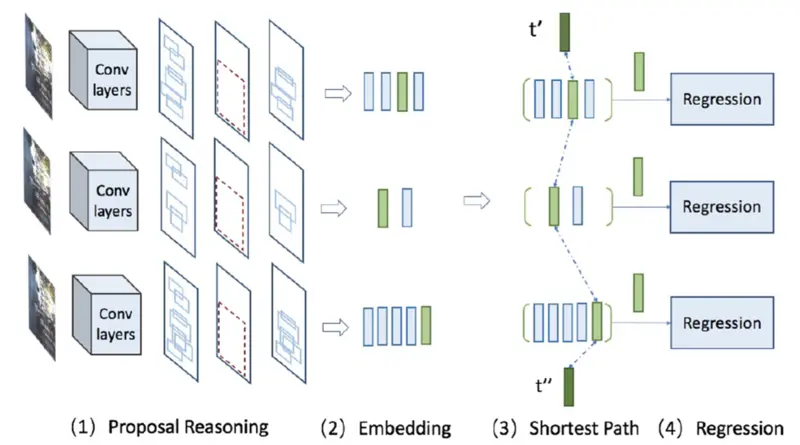 t’
Conv
layers
Regression
Conv
layers
Regression
Conv
layers
Regression
t’’
(1) Proposal Reasoning
(2) Embedding
(3) Shortest Path
(4) Regression